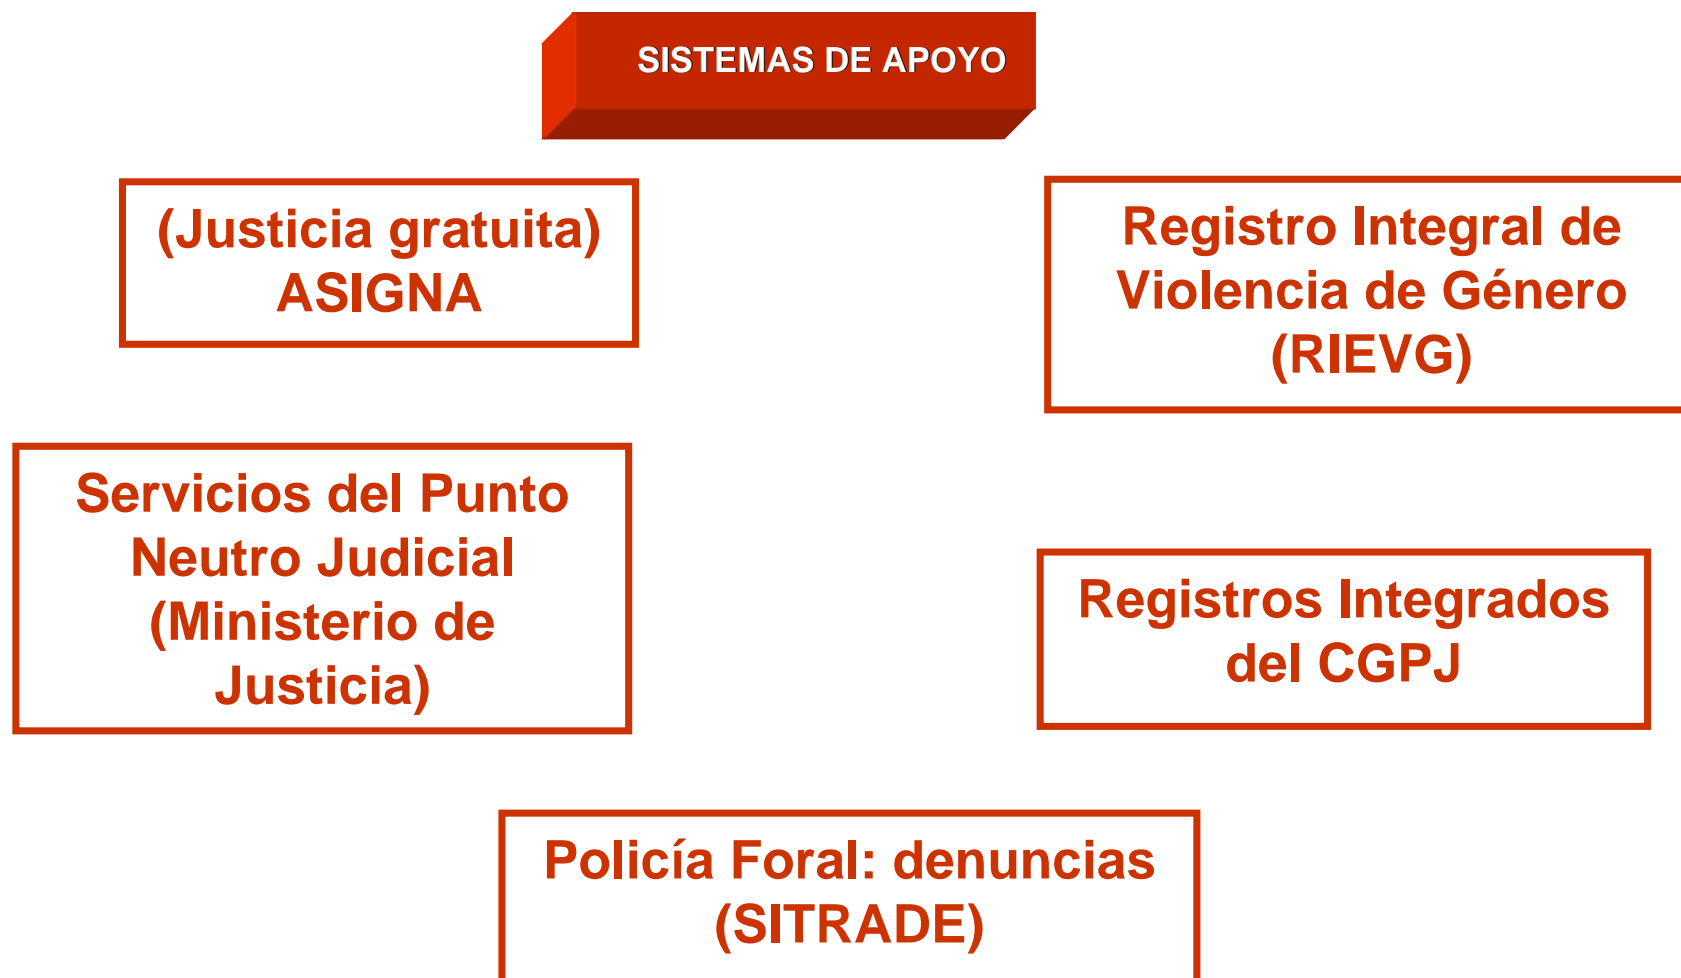 SISTEMAS DE APOYO
(Justicia gratuita)
ASIGNA
Registro Integral de
Violencia de Género
(RIEVG)
Servicios del Punto
Neutro Judicial
(Ministerio de
Justicia)
Registros Integrados
del CGPJ
Policía Foral: denuncias
(SITRADE)